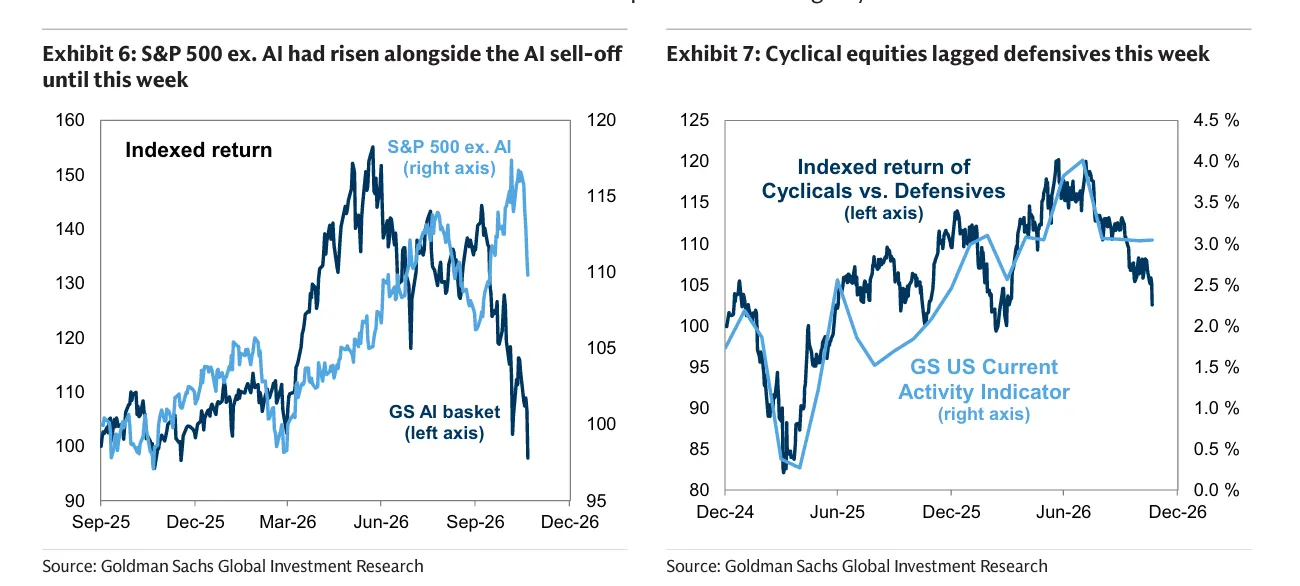 Exhibit 6: S&P 500 ex. AI had risen alongside the AI sell-off
until this week
160
150
140
130
120
110
100
90
120
115
110
105
100
95
Indexed return
S&P 500 ex. AI
(right axis)
GS AI basket
(left axis)
Sep-25
Dec-25
Mar-26
Jun-26
Sep-26
Dec-26
Source: Goldman Sachs Global Investment Research
Exhibit 7: Cyclical equities lagged defensives this week
125
120
115
110
105
100
95
90
85
80
4.5 %
4.0 %
3.5 %
3.0 %
2.5 %
2.0 %
1.5 %
1.0 %
0.5 %
0.0 %
Indexed return of
Cyclicals vs. Defensives
(left axis)
GS US Current
Activity Indicator
(right axis)
Dec-24
Jun-25
Dec-25
Jun-26
Dec-26
Source: Goldman Sachs Global Investment Research